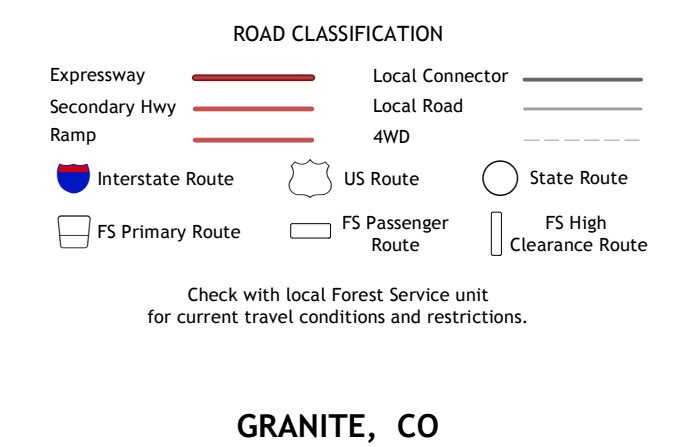 ROAD CLASSIFICATION
Expressway
Local Connector
Secondary Hwy
Local Road
Ramp
4WD
Interstate Route
US Route
State Route
FS Primary Route
FS Passenger
Route
FS High
Clearance Route
Check with local Forest Service unit
for current travel conditions and restrictions.
GRANITE, CO